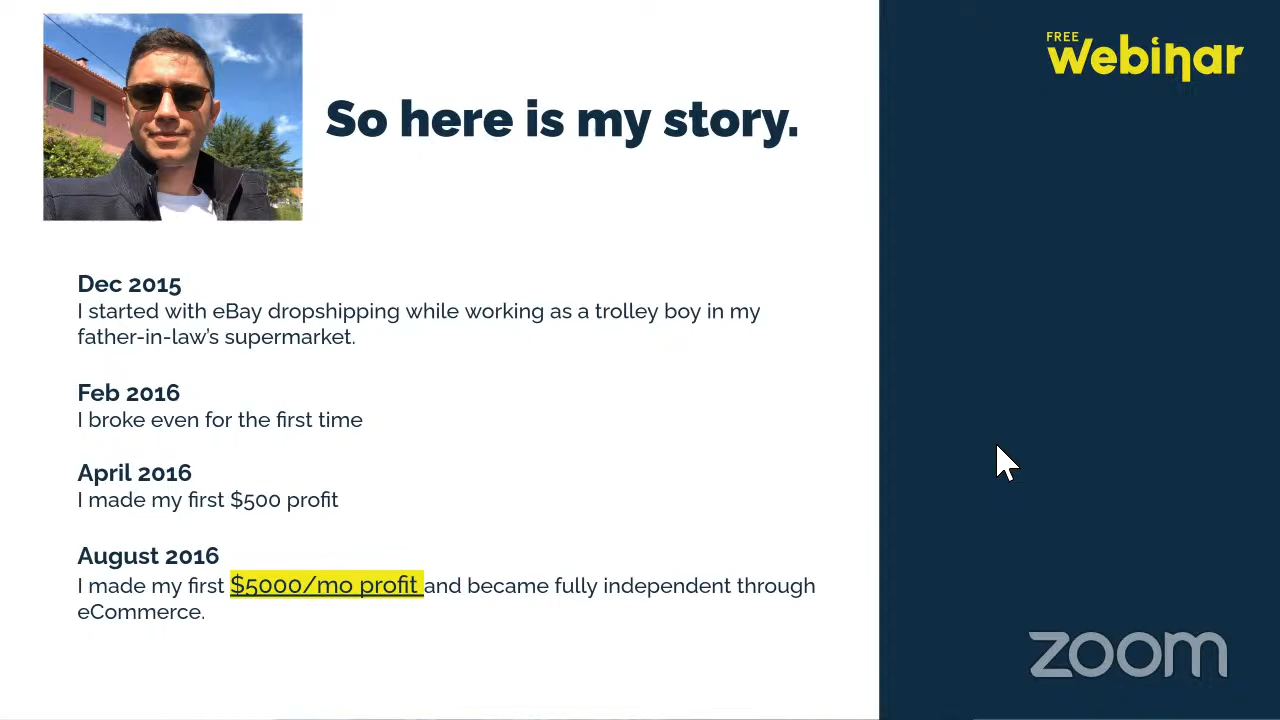 FREE
Webinar
So here is my story.
Dec 2015
I started with eBay dropshipping while working as a trolley boy in my
father-in-law's supermarket.
Feb 2016
I broke even for the first time
April 2016
I made my first $500 profit
August 2016
I made my first $5000/mo profit and became fully independent through
eCommerce.
zoom